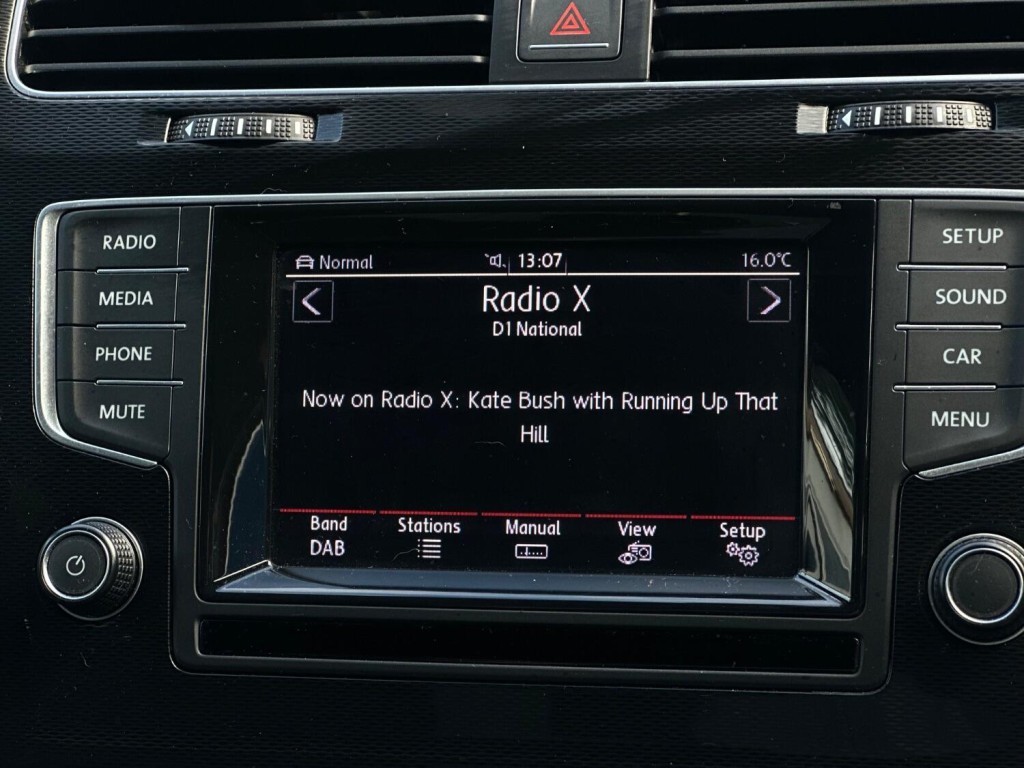 RADIO
MEDIA
PHONE
MUTE
Normal
13:07
16.0°C
Radio X
D1 National
Now on Radio X: Kate Bush with Running Up That
Hill
Band
DAB
Stations
Manual
View
Setup
SETUP
SOUND
CAR
MENU